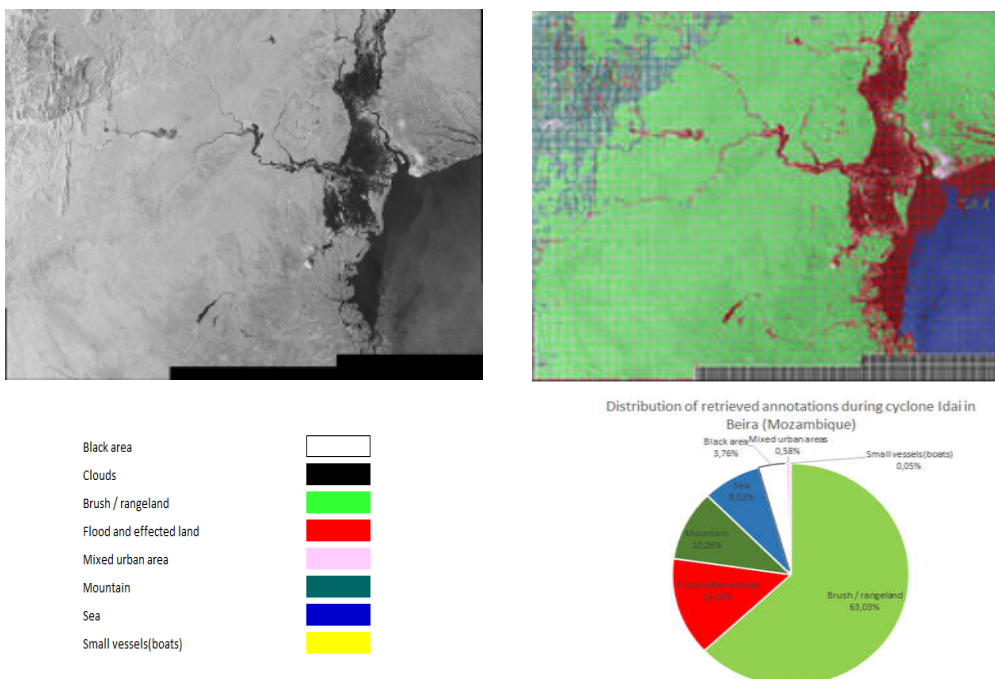 Black area
Clouds
Brush / rangeland
Flood and effected land
Mixed urban area
Mountain
Sea
Small vessels(boats)
Distribution of retrieved annotations during cyclone Idai in
Beira (Mozambique)
Black area
3,76%
Mixed urban areas
0,58%
Small vessels(boats)
0,05%
Sea
8,02%
Mountain
10,26%
Brush / rangeland
63,03%